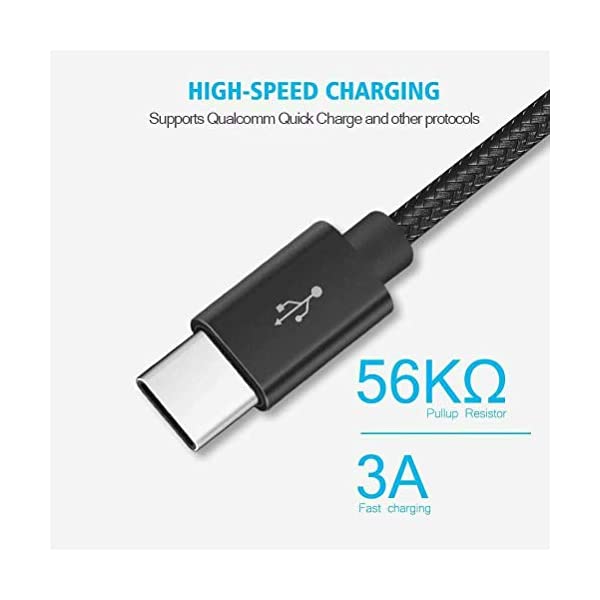 HIGH-SPEED CHARGING
Supports Qualcomm Quick Charge and other protocols
56KΩ
Pullup Resistor
3A
Fast charging